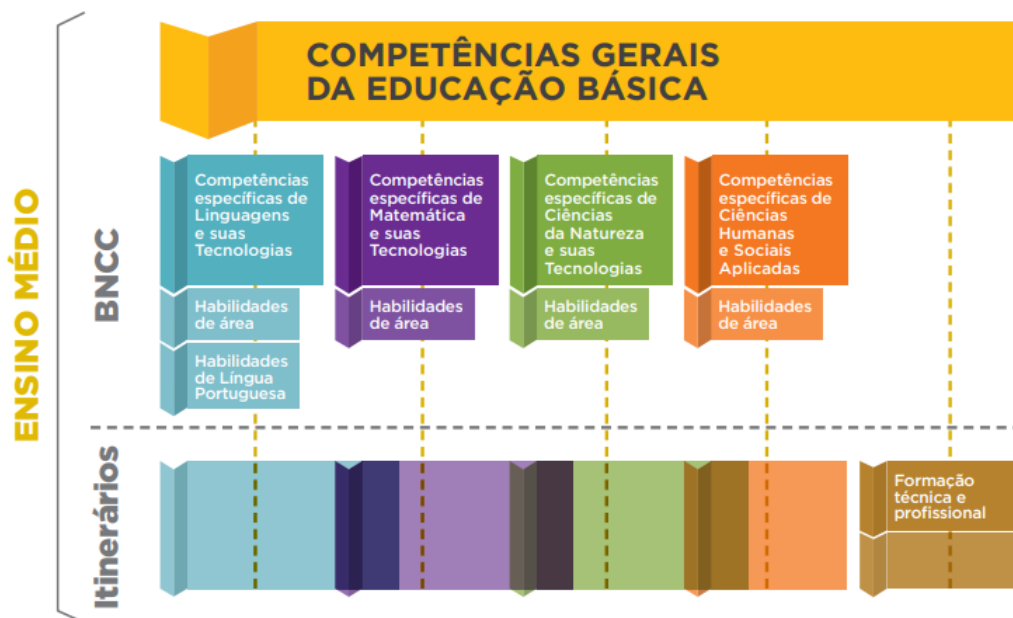 COMPETÊNCIAS GERAIS
DA EDUCAÇÃO BÁSICA
ENSINO MÉDIO
BNCC
Competências
específicas de
Linguagens
e suas
Tecnologias
Habilidades
de área
Habilidades
de Língua
Portuguesa
Competências
específicas de
Matemática
e suas
Tecnologias
Habilidades
de área
Competências
específicas de
Ciências
da Natureza
e suas
Tecnologias
Habilidades
de área
Competências
específicas de
Ciências
Humanas
e Sociais
Aplicadas
Habilidades
de área
Itinerários
Formação
técnica e
profissional